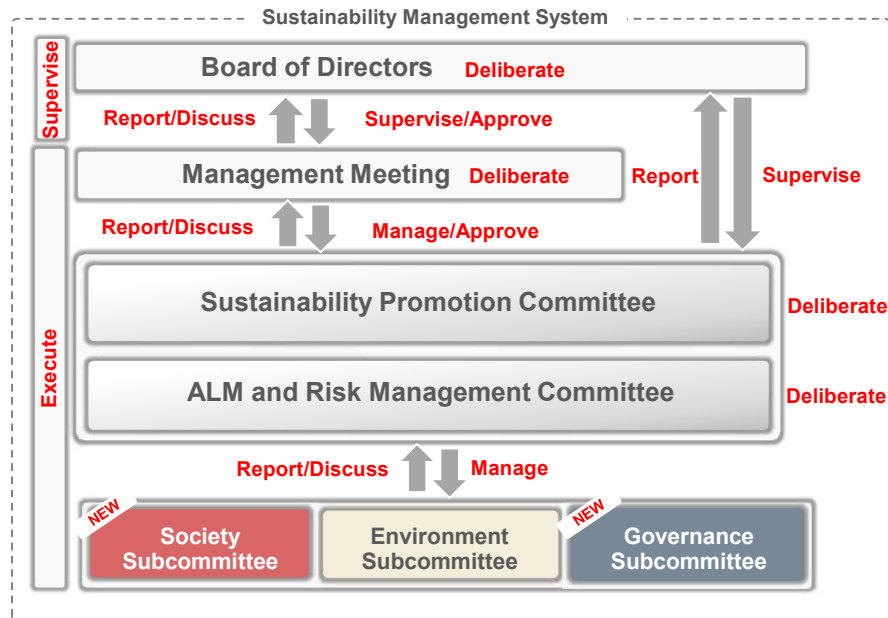 Sustainability Management System
Supervise
Board of Directors Deliberate
Report/Discuss Supervise/Approve
Execute
Management Meeting Deliberate
Report Supervise
Report/Discuss Manage/Approve
Sustainability Promotion Committee
Deliberate
ALM and Risk Management Committee
Deliberate
Report/Discuss Manage
NEW
Society
Subcommittee
Environment
Subcommittee
NEW
Governance
Subcommittee